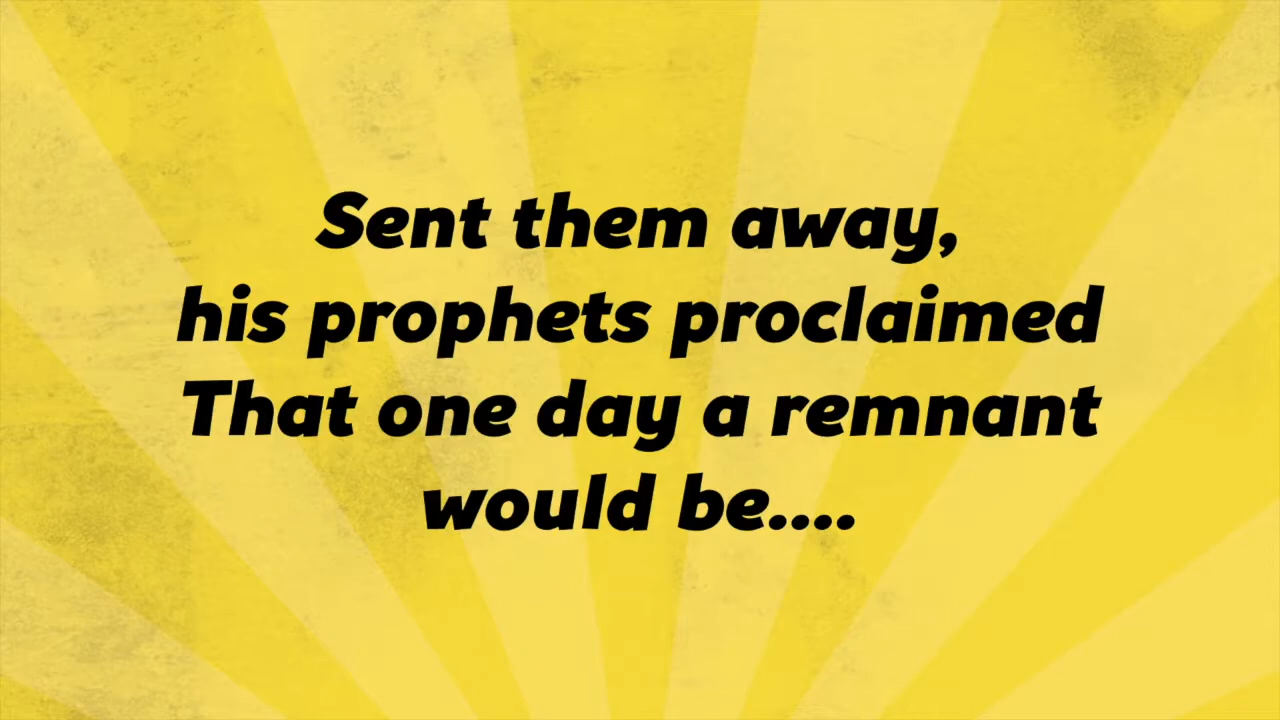 Sent them away,
his prophets proclaimed
That one day a remnant
would be....